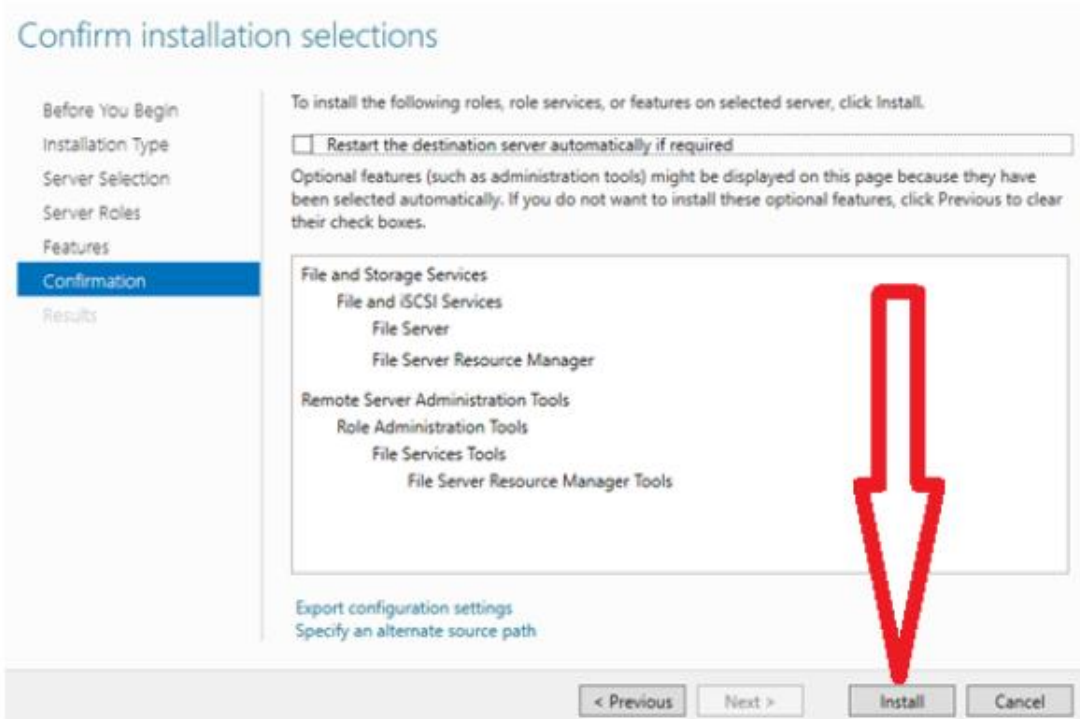 Confirm installation selections
Before You Begin
Installation Type
Server Selection
Server Roles
Features
Confirmation
Results
To install the following roles, role services, or features on selected server, click Install.
Restart the destination server automatically if required
Optional features (such as administration tools) might be displayed on this page because they have
been selected automatically. If you do not want to install these optional features, click Previous to clear
their check boxes.
File and Storage Services
File and iSCSI Services
File Server
File Server Resource Manager
Remote Server Administration Tools
Role Administration Tools
File Services Tools
File Server Resource Manager Tools
Export configuration settings
Specify an alternate source path
< Previous
Next >
Install
Cancel